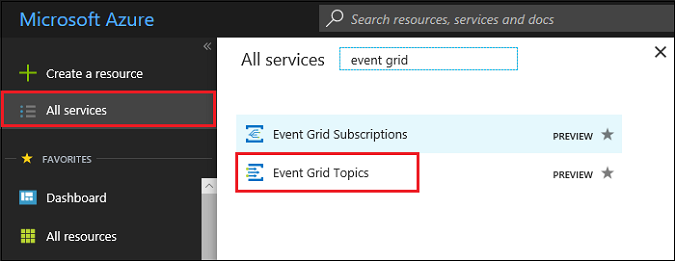 Microsoft Azure
Search resources, services and docs
Create a resource
All services
FAVORITES
Dashboard
All resources
All services
event grid
Event Grid Subscriptions PREVIEW
Event Grid Topics PREVIEW